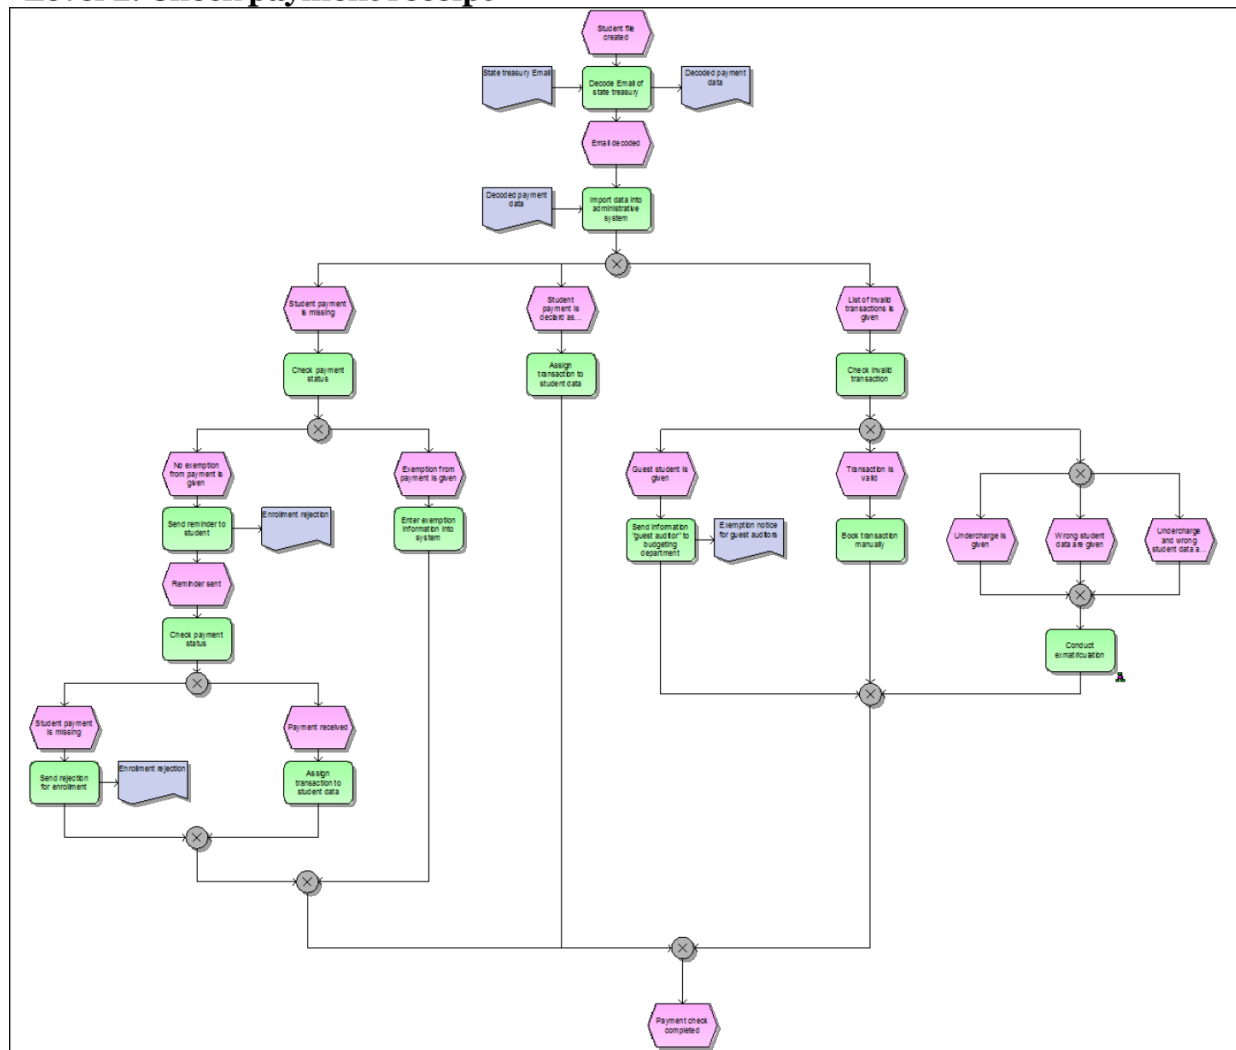 Level 2: Check payment receipt
Student file
created
State treasury Email
Decode Email of
state treasury
Decoded payment
data
Email decoded
Decoded payment
data
Import data into
administrative
system
Student payment
is missing
Student
payment is
declard as...
List of invalid
transactions is
given
Check payment
status
Assign
transaction to
student data
Check invalid
transaction
No exemption
from payment is
given
Exemption from
payment is given
Guest student is
given
Transaction is
valid
Send reminder to
student
Enrollment rejection
Enter exemption
information into
system
Send information
"guest auditor" to
budgeting
department
Exemption notice
for guest auditors
Book transaction
manually
Undercharge is
given
Wrong student
data are given
Undercharge
and wrong
student data a...
Reminder sent
Check payment
status
Conduct
exmatriculation
Student payment
is missing
Payment received
Send rejection
for enrollment
Enrollment rejection
Assign
transaction to
student data
Payment check
completed